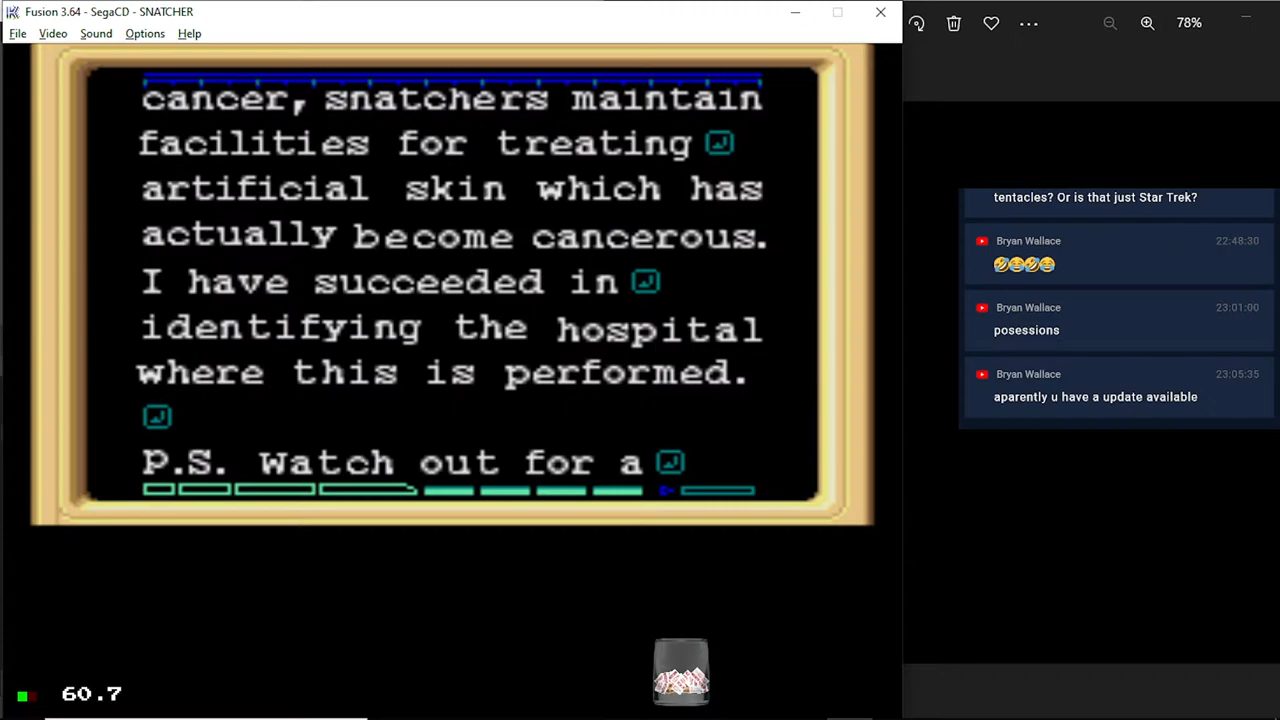 Fusion 3.64 - SegaCD - SNATCHER
File Video Sound Options Help
78%
cancer, snatchers maintain
facilities for treating
artificial skin which has
actually become cancerous.
I have succeeded in
identifying the hospital
where this is performed.
P.S. Watch out for a
60.7
tentacles? Or is that just Star Trek?
Bryan Wallace 22:48:30
🤣😂🤣😂
Bryan Wallace 23:01:00
posessions
Bryan Wallace 23:05:35
aparently u have a update available